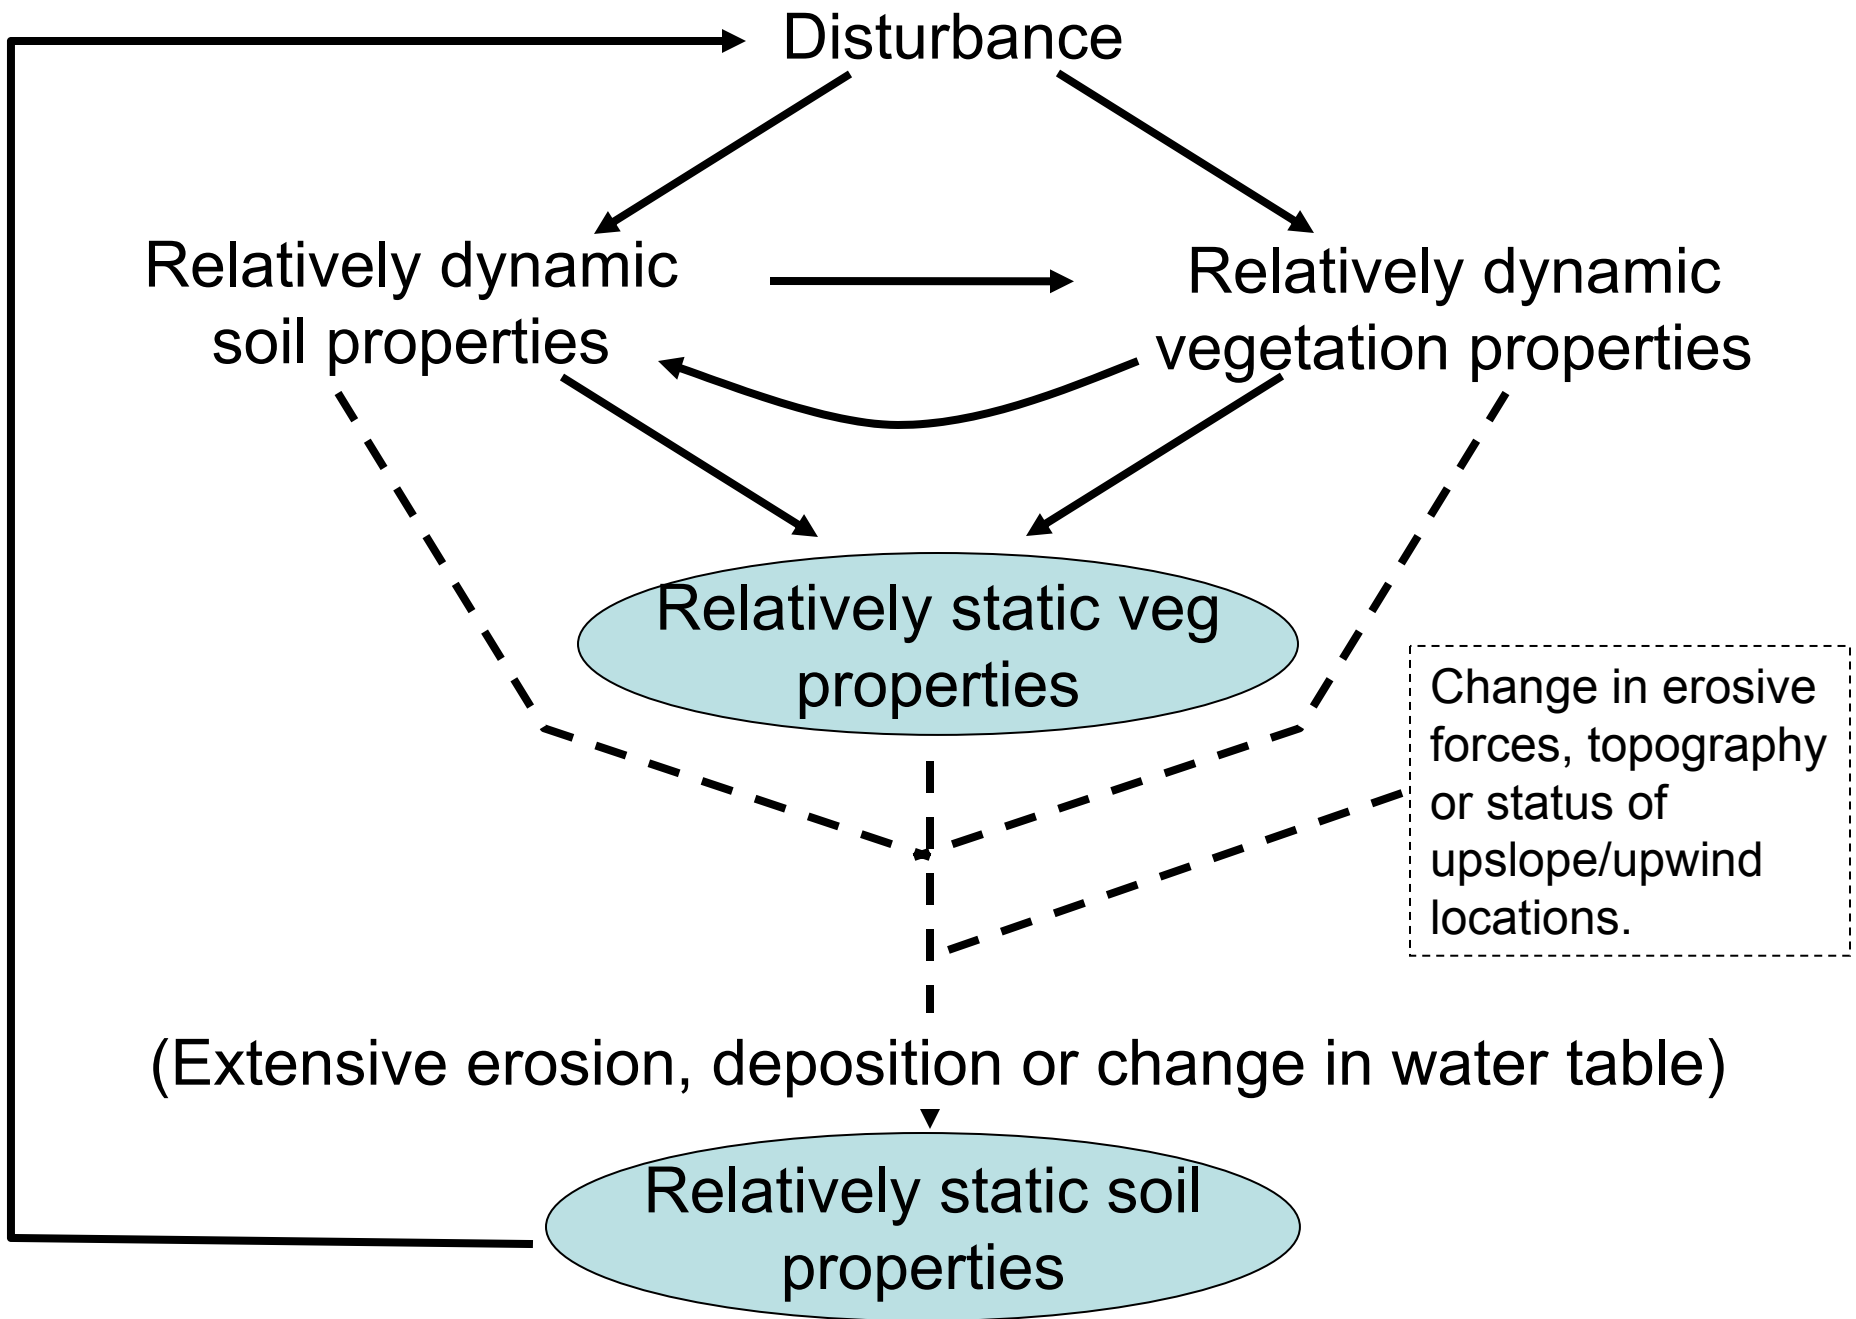 Disturbance
Relatively dynamic
soil properties
Relatively dynamic
vegetation properties
Relatively static veg
properties
Change in erosive
forces, topography
or status of
upslope/upwind
locations.
(Extensive erosion, deposition or change in water table)
Relatively static soil
properties